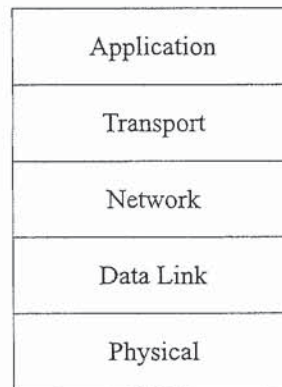 Application
Transport
Network
Data Link
Physical